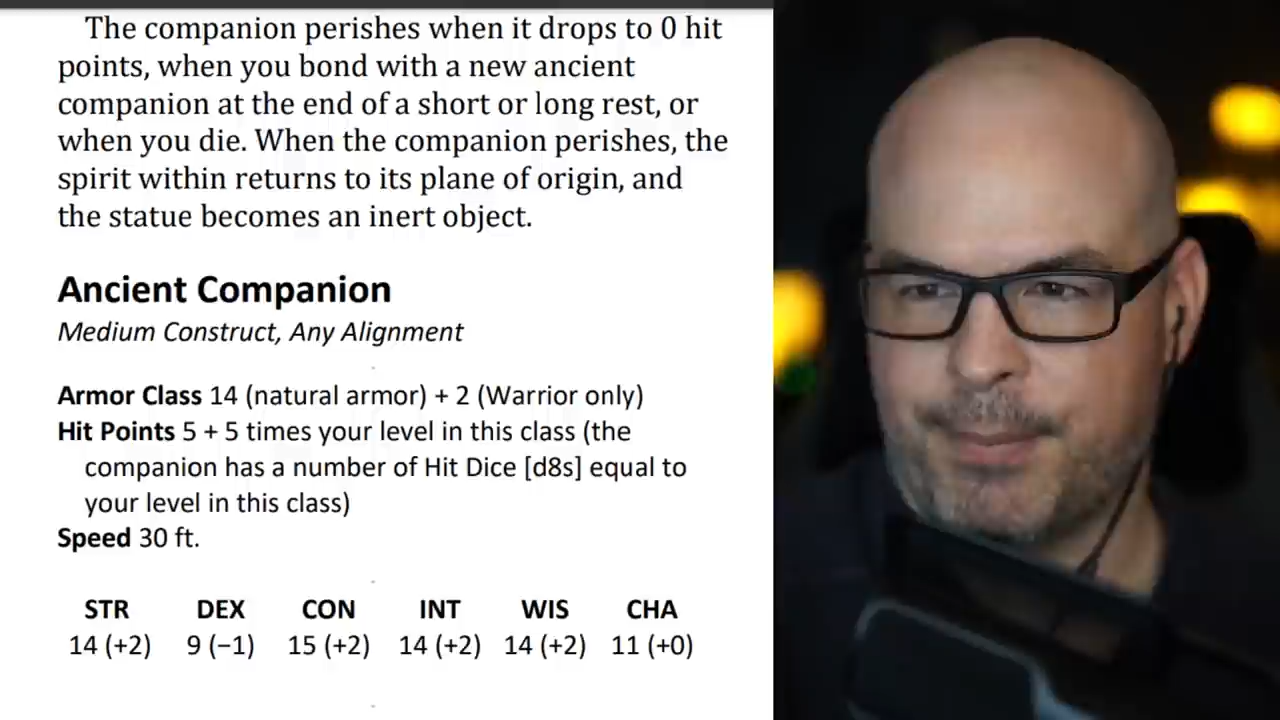 The companion perishes when it drops to 0 hit
points, when you bond with a new ancient
companion at the end of a short or long rest, or
when you die. When the companion perishes, the
spirit within returns to its plane of origin, and
the statue becomes an inert object.
Ancient Companion
Medium Construct, Any Alignment
Armor Class 14 (natural armor) + 2 (Warrior only)
Hit Points 5 + 5 times your level in this class (the
companion has a number of Hit Dice [d8s] equal to
your level in this class)
Speed 30 ft.
STR DEX CON INT WIS CHA
14 (+2) 9 (−1) 15 (+2) 14 (+2) 14 (+2) 11 (+0)